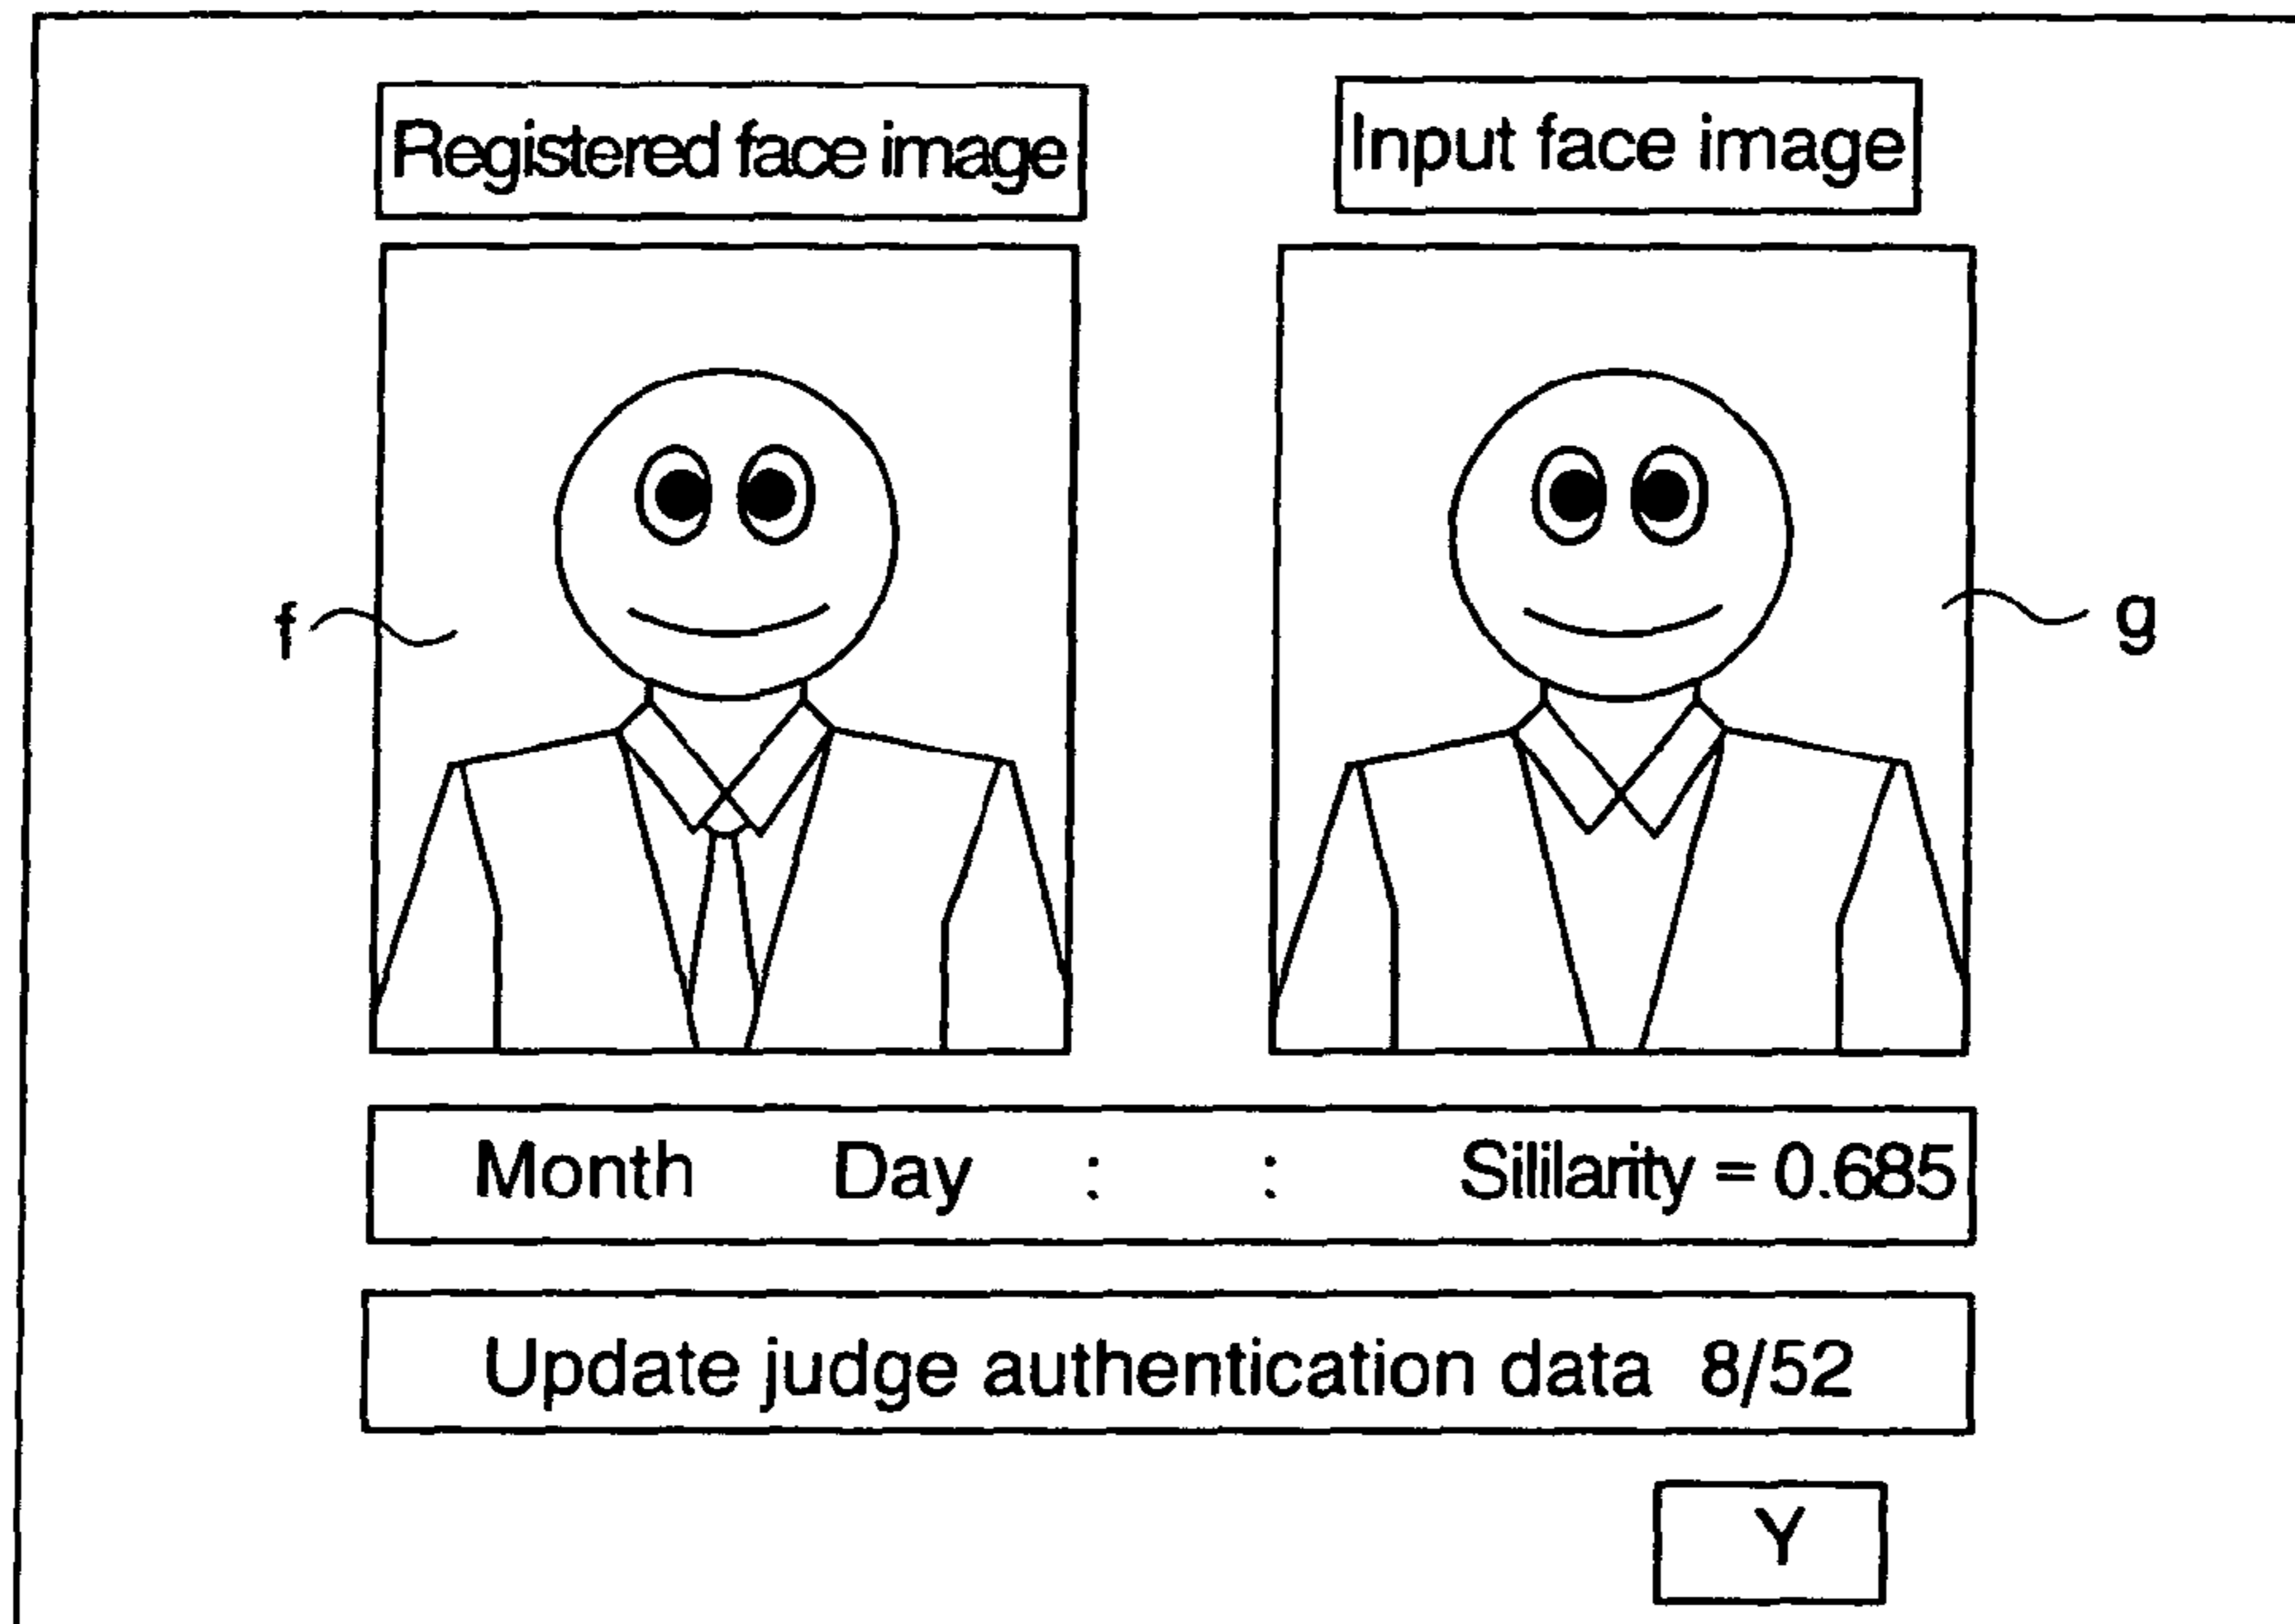 Registered face image
Input face image
f
g
Month Day : : Sililarity = 0.685
Update judge authentication data 8/52
Y